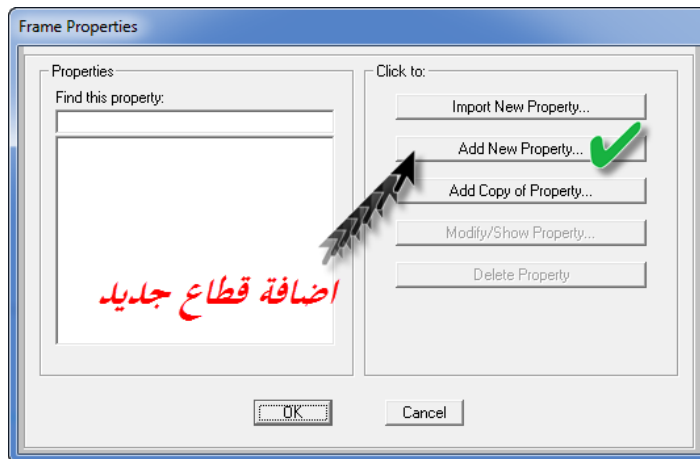 Frame Properties
Properties
Find this property:
اضافة قطاع جديد
Click to:
Import New Property...
Add New Property...
Add Copy of Property...
Modify/Show Property...
Delete Property
OK
Cancel